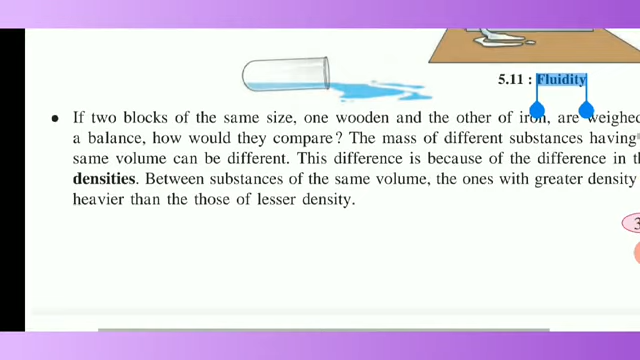 5.11 : Fluidity
• If two blocks of the same size, one wooden and the other of iron, are weighed
a balance, how would they compare? The mass of different substances having
same volume can be different. This difference is because of the difference in
densities. Between substances of the same volume, the ones with greater density
heavier than the those of lesser density.